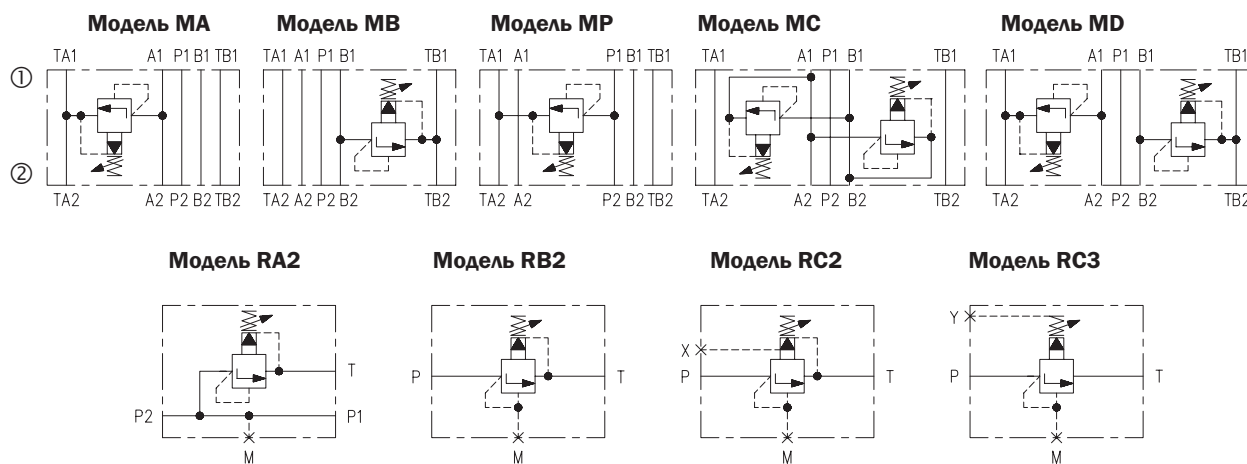 Модель MA Модель MB Модель MP Модель MC Модель MD
TA1 A1 P1 B1 TB1 TA1 A1 P1 B1 TB1 TA1 A1 P1 B1 TB1 TA1 A1 P1 B1 TB1 TA1 A1 P1 B1 TB1
①
②
TA2 A2 P2 B2 TB2 TA2 A2 P2 B2 TB2 TA2 A2 P2 B2 TB2 TA2 A2 P2 B2 TB2 TA2 A2 P2 B2 TB2
Модель RA2 Модель RB2 Модель RC2 Модель RC3
Y
X
T P T P T P T
P2 P1
M M M M